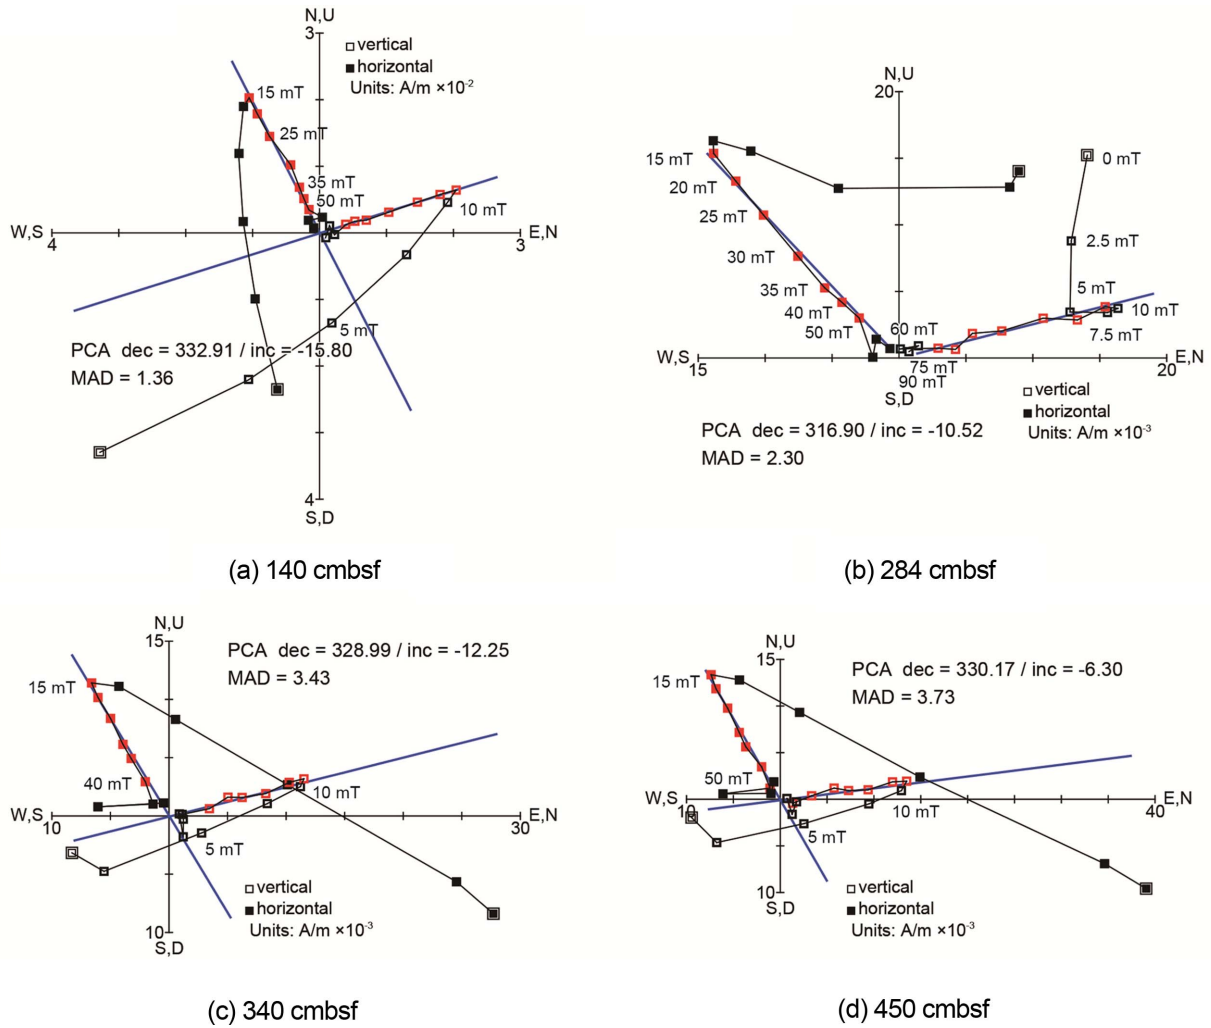 N,U
3
vertical
horizontal
Units: A/m ×10-2
15 mT
25 mT
35 mT
50 mT
10 mT
W,S
4
3
E,N
5 mT
PCA dec = 332.91 / inc = -15.80
MAD = 1.36
4
S,D
(a) 140 cmbsf
N,U
20
15 mT
0 mT
20 mT
25 mT
2.5 mT
30 mT
35 mT
5 mT
40 mT
10 mT
50 mT
60 mT
7.5 mT
W,S
15
75 mT
20
E,N
90 mT
S,D
vertical
horizontal
Units: A/m ×10-3
PCA dec = 316.90 / inc = -10.52
MAD = 2.30
(b) 284 cmbsf
N,U
15
PCA dec = 328.99 / inc = -12.25
MAD = 3.43
15 mT
40 mT
10 mT
W,S
10
30
E,N
5 mT
vertical
horizontal
Units: A/m ×10-3
10
S,D
(c) 340 cmbsf
N,U
15
PCA dec = 330.17 / inc = -6.30
MAD = 3.73
15 mT
50 mT
W,S
10
10 mT
40
E,N
5 mT
vertical
horizontal
Units: A/m ×10-3
10
S,D
(d) 450 cmbsf